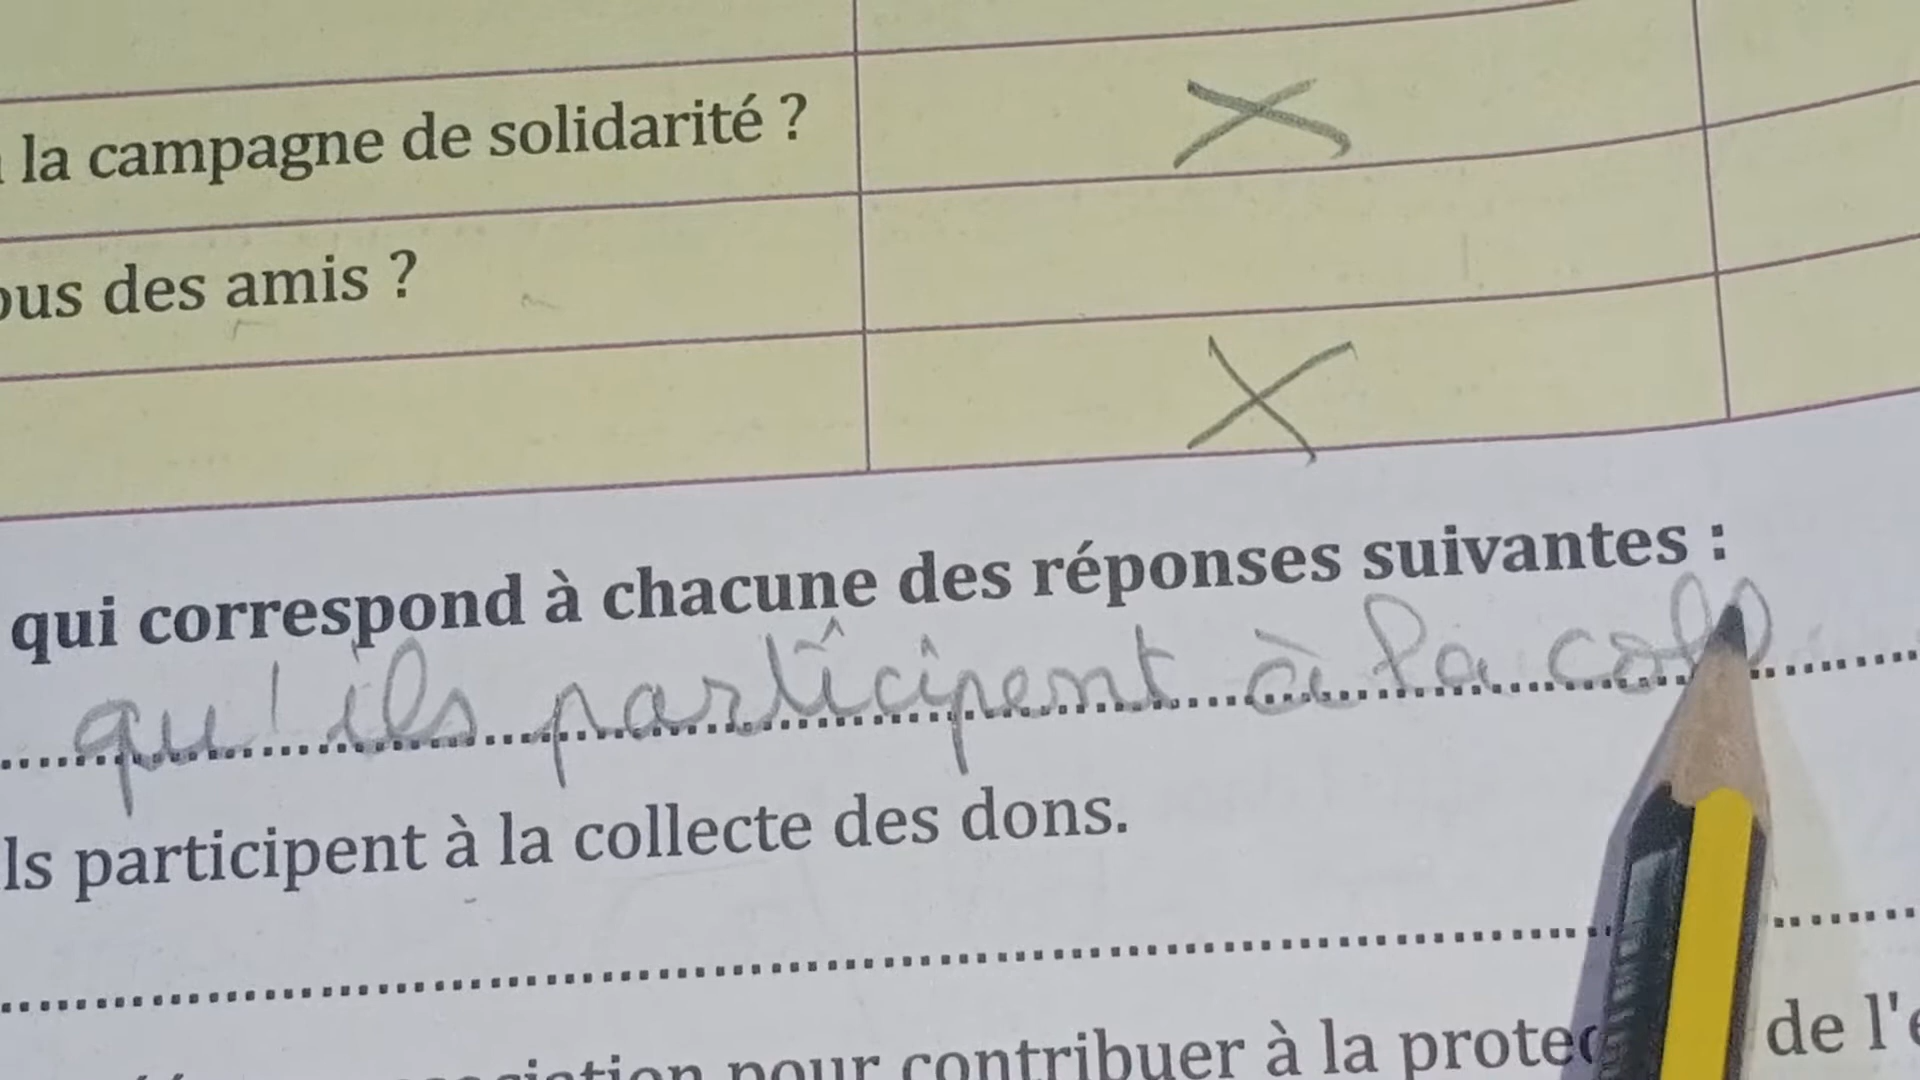 la campagne de solidarité ?
ous des amis ?
qui correspond à chacune des réponses suivantes :
qu'ils participent à la coll
ls participent à la collecte des dons.
pour contribuer à la protec de l'